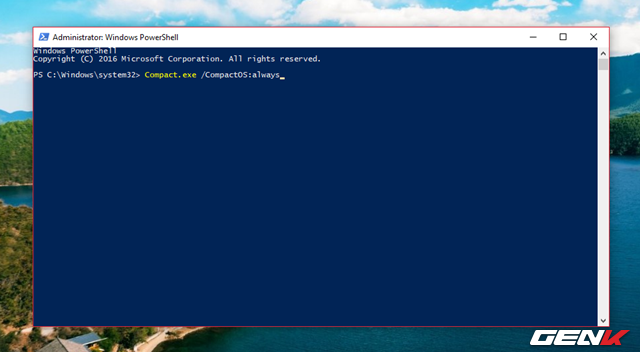 Administrator: Windows PowerShell
Windows PowerShell
Copyright (C) 2016 Microsoft Corporation. All rights reserved.
PS C:\Windows\system32> Compact.exe /CompactOS:always_
GENK